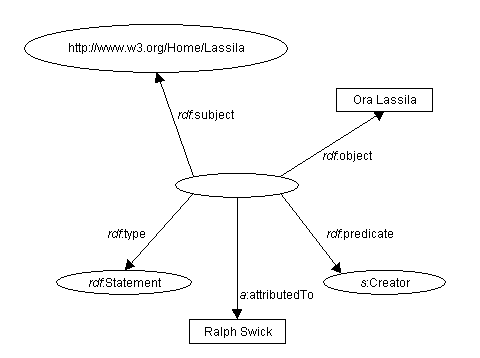 http://www.w3.org/Home/Lassila
Ora Lassila
rdf:subject
rdf:object
rdf:type
rdf:predicate
rdf:Statement
s:Creator
a:attributedTo
Ralph Swick